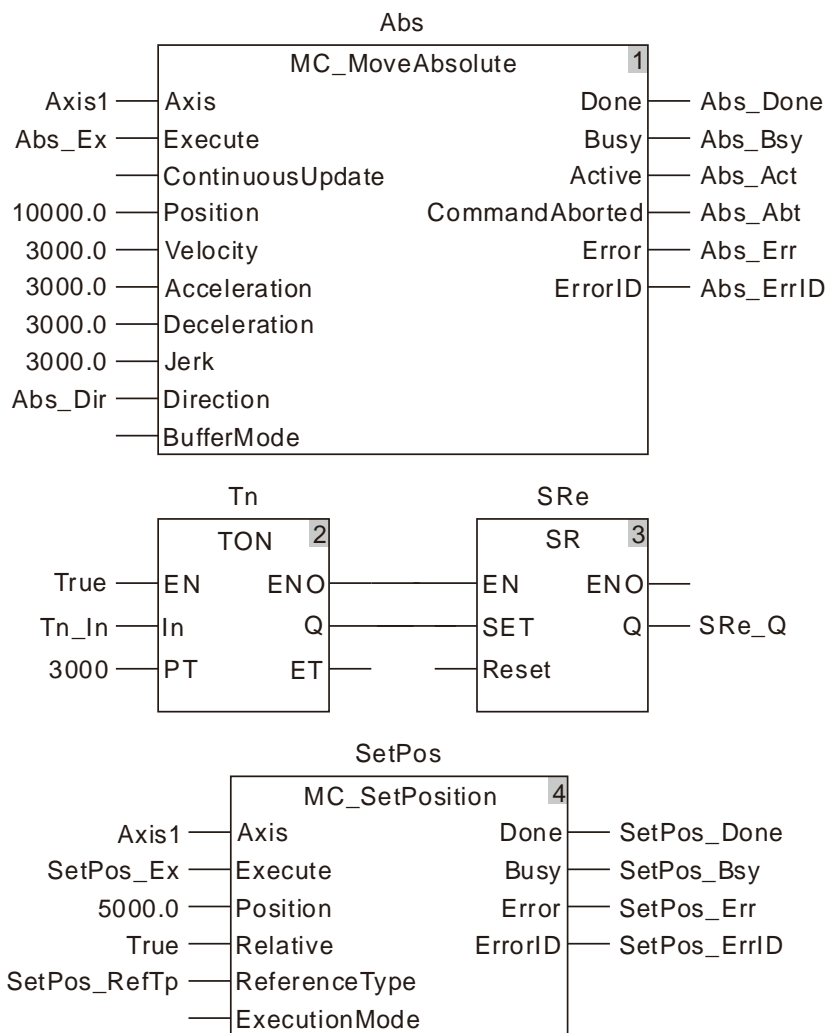 Abs
MC_MoveAbsolute 1
Axis1 Axis Done Abs_Done
Abs_Ex Execute Busy Abs_Bsy
ContinuousUpdate Active Abs_Act
10000.0 Position CommandAborted Abs_Abt
3000.0 Velocity Error Abs_Err
3000.0 Acceleration ErrorID Abs_ErrID
3000.0 Deceleration
3000.0 Jerk
Abs_Dir Direction
BufferMode
Tn SRe
TON 2 SR 3
True EN ENO EN ENO
Tn_In In Q SET Q SRe_Q
3000 PT ET Reset
SetPos
MC_SetPosition 4
Axis1 Axis Done SetPos_Done
SetPos_Ex Execute Busy SetPos_Bsy
5000.0 Position Error SetPos_Err
True Relative ErrorID SetPos_ErrID
SetPos_RefTp ReferenceType
ExecutionMode